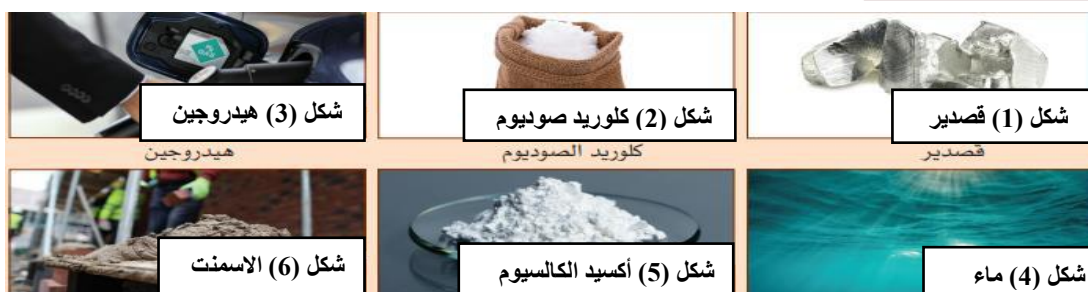 شكل (1) قصدير
شكل (2) كلوريد صوديوم
شكل (3) هيدروجين
قصدير
كلوريد الصوديوم
هيدروجين
شكل (4) ماء
شكل (5) أكسيد الكالسيوم
شكل (6) الاسمنت